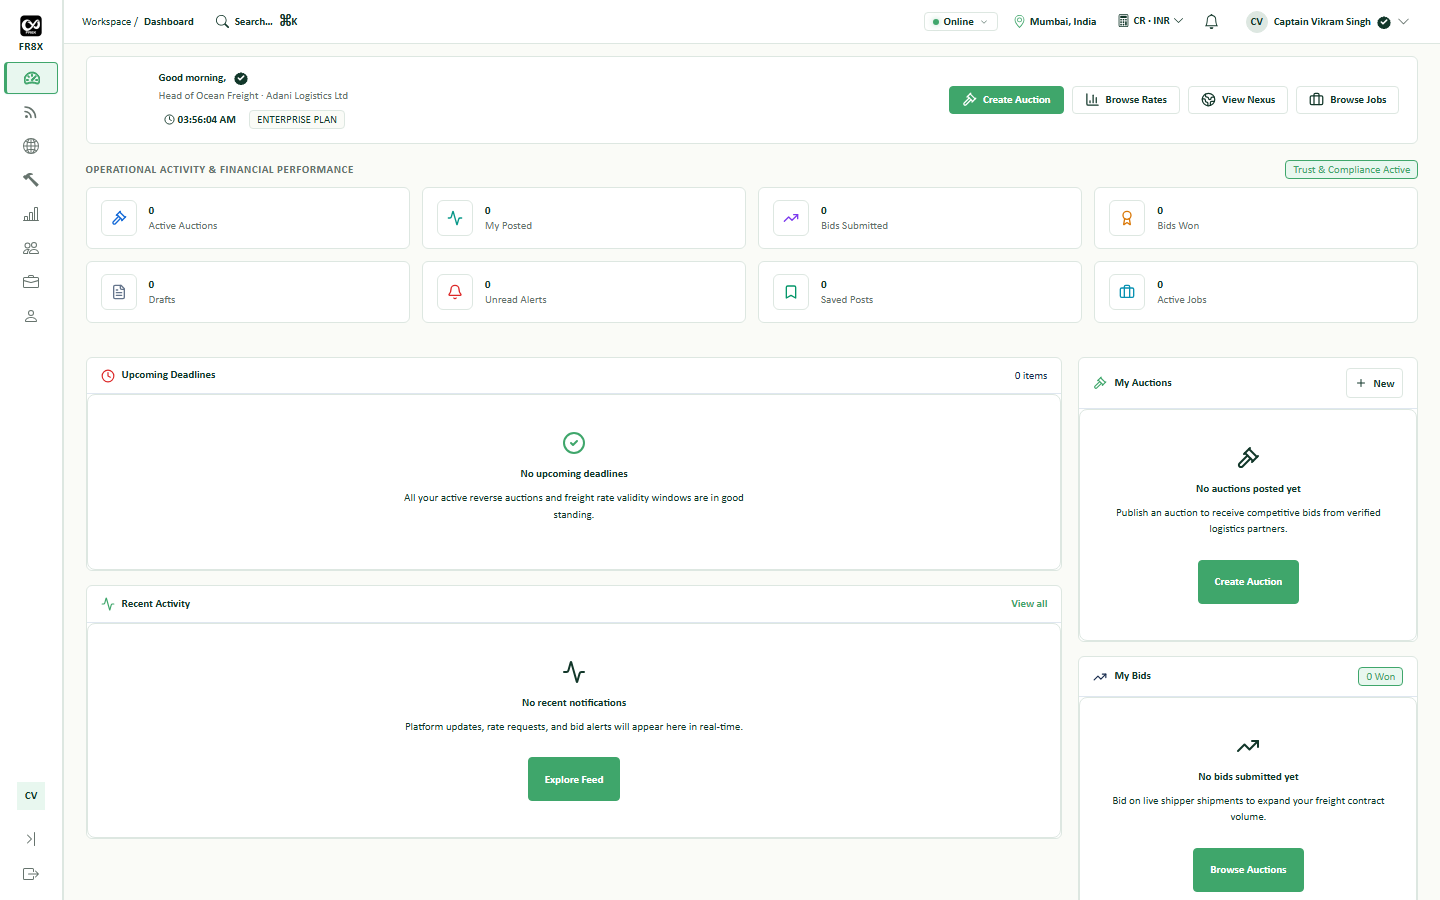 FR8X
FR8X
Workspace / Dashboard
Search... ⌘K
Online
Mumbai, India
CR · INR
CV
Captain Vikram Singh
Good morning,
Head of Ocean Freight · Adani Logistics Ltd
03:56:04 AM
ENTERPRISE PLAN
Create Auction
Browse Rates
View Nexus
Browse Jobs
OPERATIONAL ACTIVITY & FINANCIAL PERFORMANCE
Trust & Compliance Active
0
Active Auctions
0
My Posted
0
Bids Submitted
0
Bids Won
0
Drafts
0
Unread Alerts
0
Saved Posts
0
Active Jobs
Upcoming Deadlines
0 items
No upcoming deadlines
All your active reverse auctions and freight rate validity windows are in good
standing.
Recent Activity
View all
No recent notifications
Platform updates, rate requests, and bid alerts will appear here in real-time.
Explore Feed
My Auctions
+ New
No auctions posted yet
Publish an auction to receive competitive bids from verified
logistics partners.
Create Auction
My Bids
0 Won
No bids submitted yet
Bid on live shipper shipments to expand your freight contract
volume.
Browse Auctions
CV